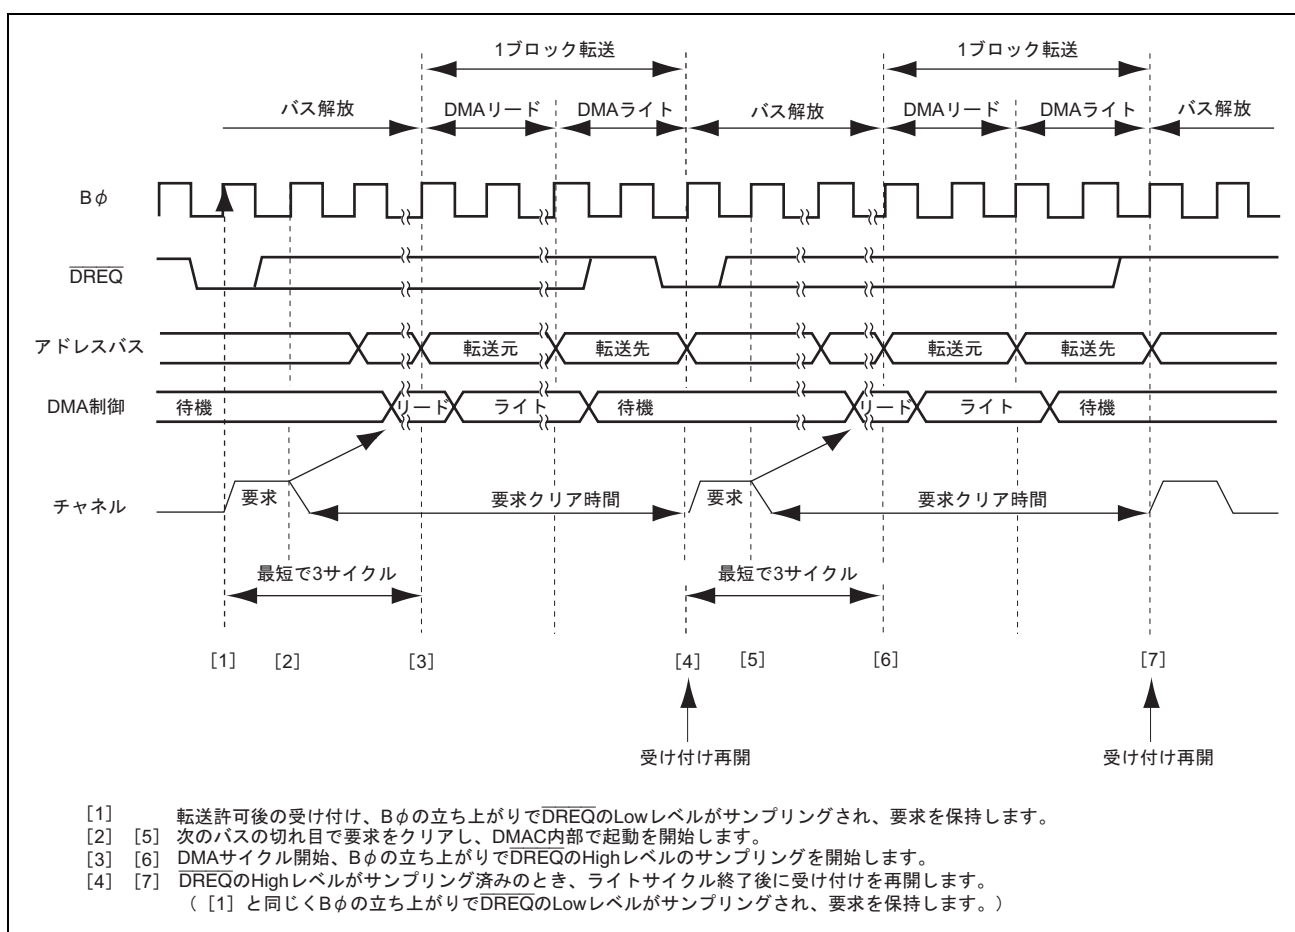 1ブロック転送 1ブロック転送
バス解放 DMAリード DMAライト バス解放 DMAリード DMAライト バス解放
Bφ
DREQ
アドレスバス 転送元 転送先 転送元 転送先
DMA制御 待機 リード ライト 待機 リード ライト 待機
チャネル 要求 要求クリア時間 要求 要求クリア時間
最短で3サイクル 最短で3サイクル
[1] [2] [3] [4] [5] [6] [7]
受け付け再開 受け付け再開
[1] 転送許可後の受け付け、Bφの立ち上がりでDREQのLowレベルがサンプリングされ、要求を保持します。
[2] [5] 次のバスの切れ目で要求をクリアし、DMAC内部で起動を開始します。
[3] [6] DMAサイクル開始、Bφの立ち上がりでDREQのHighレベルのサンプリングを開始します。
[4] [7] DREQのHighレベルがサンプリング済みのとき、ライトサイクル終了後に受け付けを再開します。
([1]と同じくBφの立ち上がりでDREQのLowレベルがサンプリングされ、要求を保持します。)